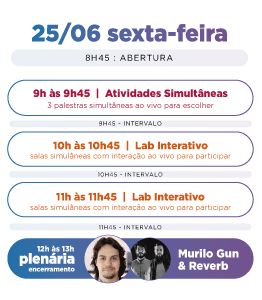 25/06 sexta-feira
8H45 : ABERTURA
9h às 9h45 | Atividades Simultâneas
3 palestras simultâneas ao vivo para escolher
9H45 - INTERVALO
10h às 10h45 | Lab Interativo
salas simûlneas com interação ao vivo para participar
10H45 - INTERVALO
11h às 11h45 | Lab Interativo
salas simûlneas com interação ao vivo para participar
11H45 - INTERVALO
12h às 13h
plenária
encerramento
Murilo Gun
& Reverb